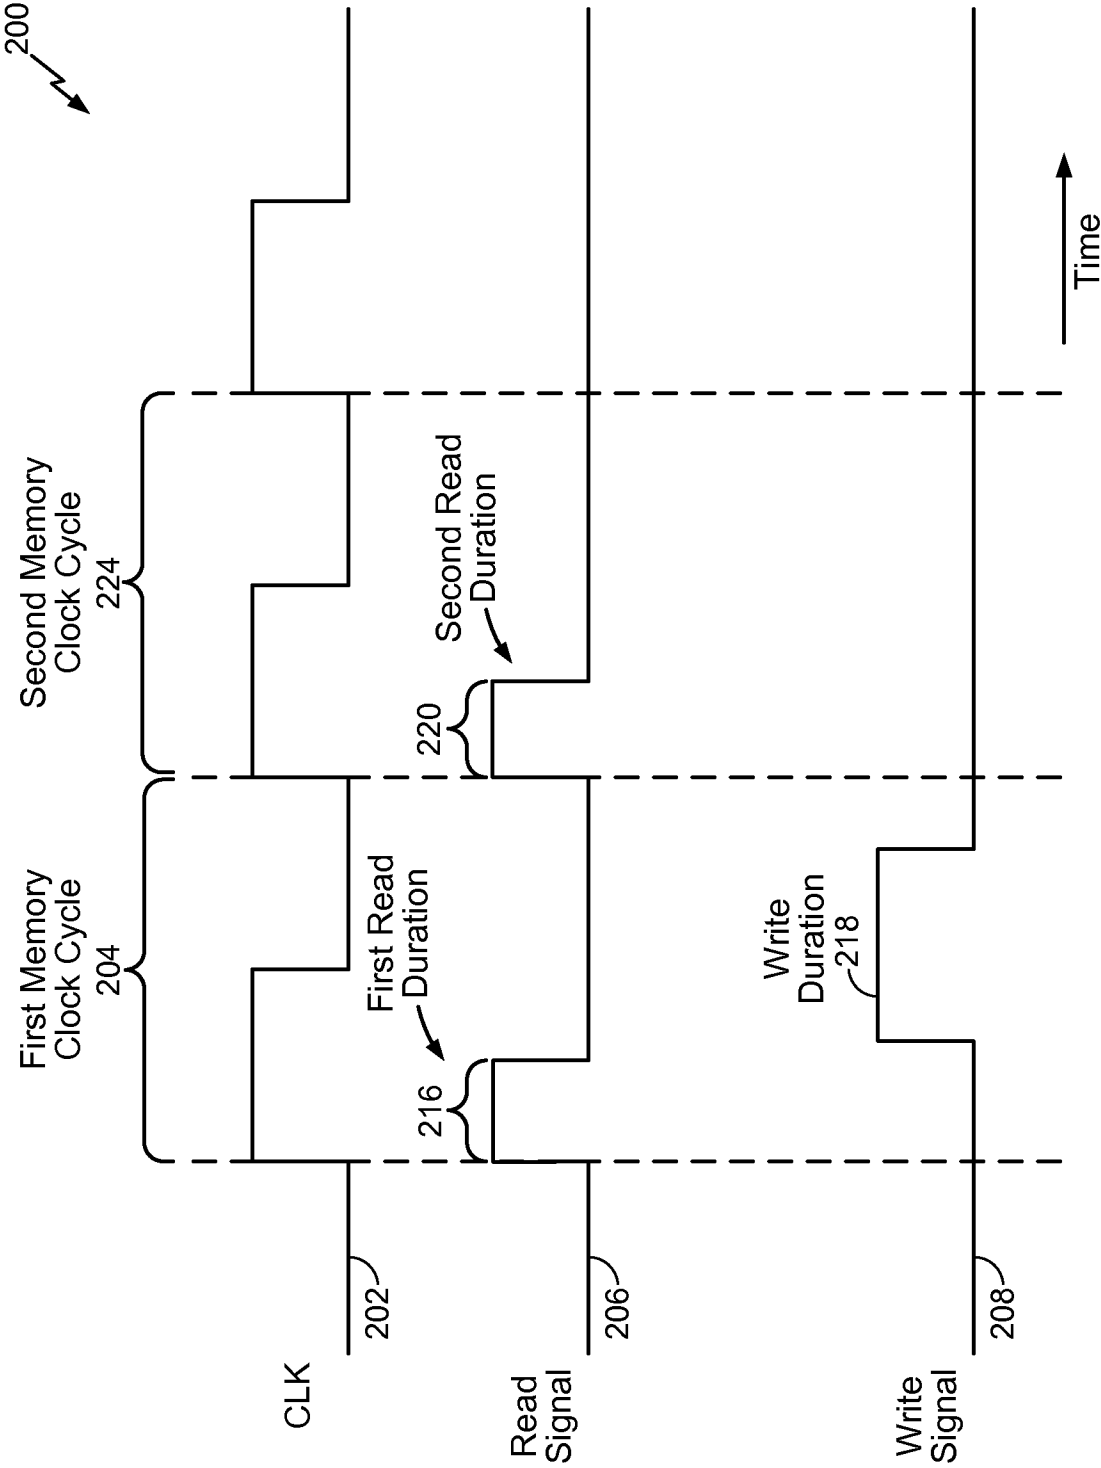 200
First Memory
Clock Cycle
204
Second Memory
Clock Cycle
224
CLK
202
First Read
Duration
216
Second Read
Duration
220
Read
Signal
206
Write
Duration
218
Write
Signal
208
Time